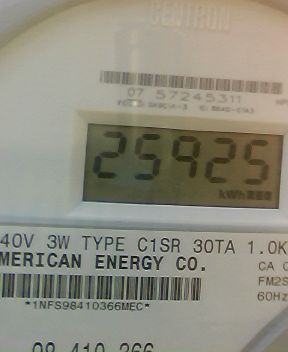 CENTRON
07 57245311
25925
kWh
40V 3W TYPE C1SR 30TA 1.0K
MERICAN ENERGY CO.
CA
FM2S
60Hz
*1NFS98410366MEC*
98 410 366